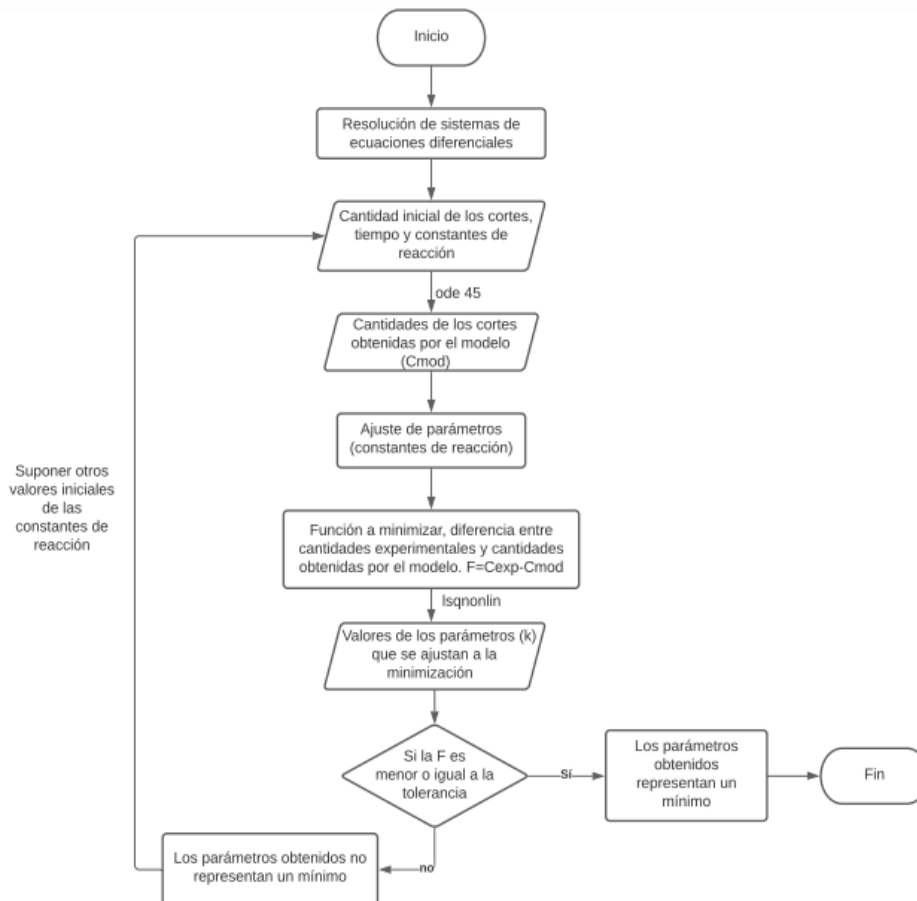 Inicio
Resolución de sistemas de
ecuaciones diferenciales
Cantidad inicial de los cortes,
tiempo y constantes de
reacción
ode 45
Cantidades de los cortes
obtenidas por el modelo
(Cmod)
Ajuste de parámetros
(constantes de reacción)
Suponer otros
valores iniciales
de las
constantes de
reacción
Función a minimizar, diferencia entre
cantidades experimentales y cantidades
obtenidas por el modelo. F=Cexp-Cmod
lsqnonlin
Valores de los parámetros (k)
que se ajustan a la
minimización
Si la F es
menor o igual a la
tolerancia
Sí
Los parámetros
obtenidos
representan un
mínimo
Fin
no
Los parámetros obtenidos no
representan un mínimo